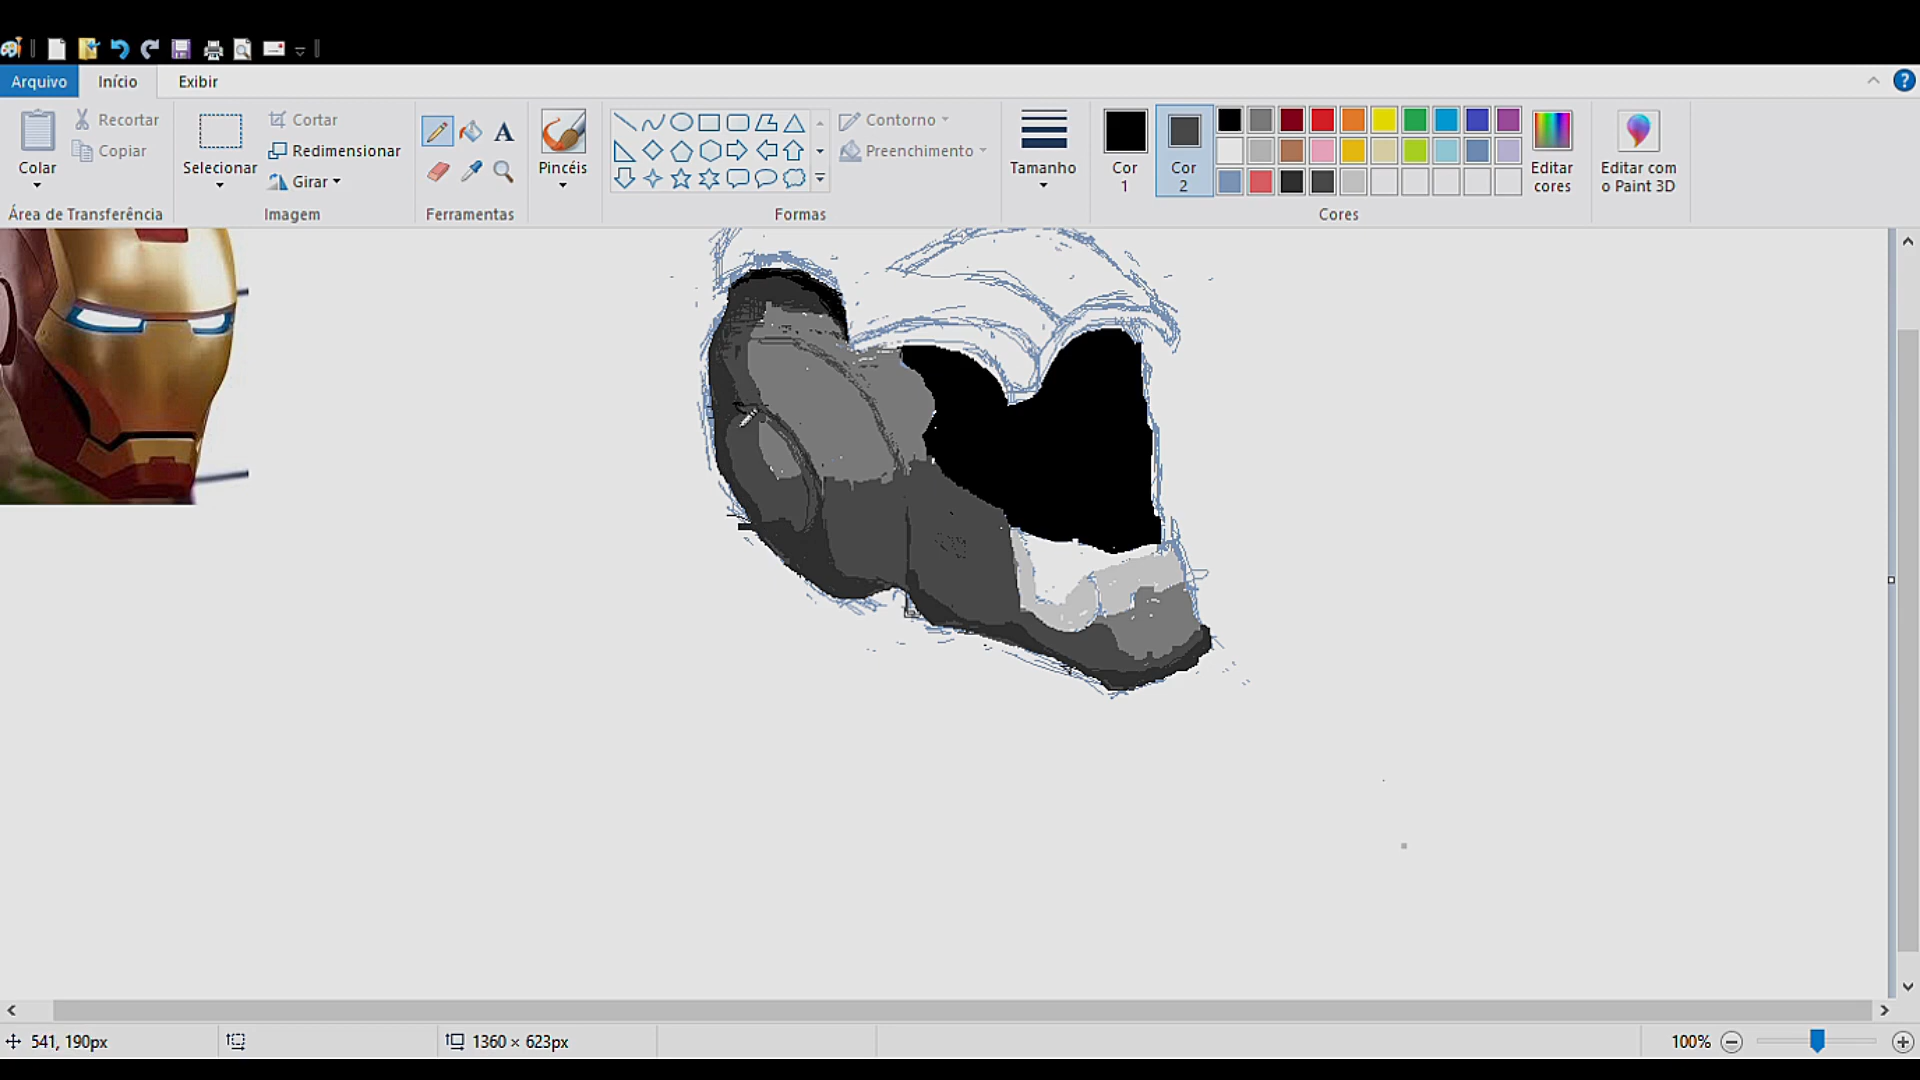 Arquivo Início Exibir
Colar
Recortar
Copiar
Área de Transferência
Selecionar
Cortar
Redimensionar
Girar
Imagem
A
Ferramentas
Pincéis
Formas
Contorno
Preenchimento
Tamanho
Cor
1
Cor
2
Cores
Editar
cores
Editar com
o Paint 3D
?
541, 190px
1360 × 623px
100%